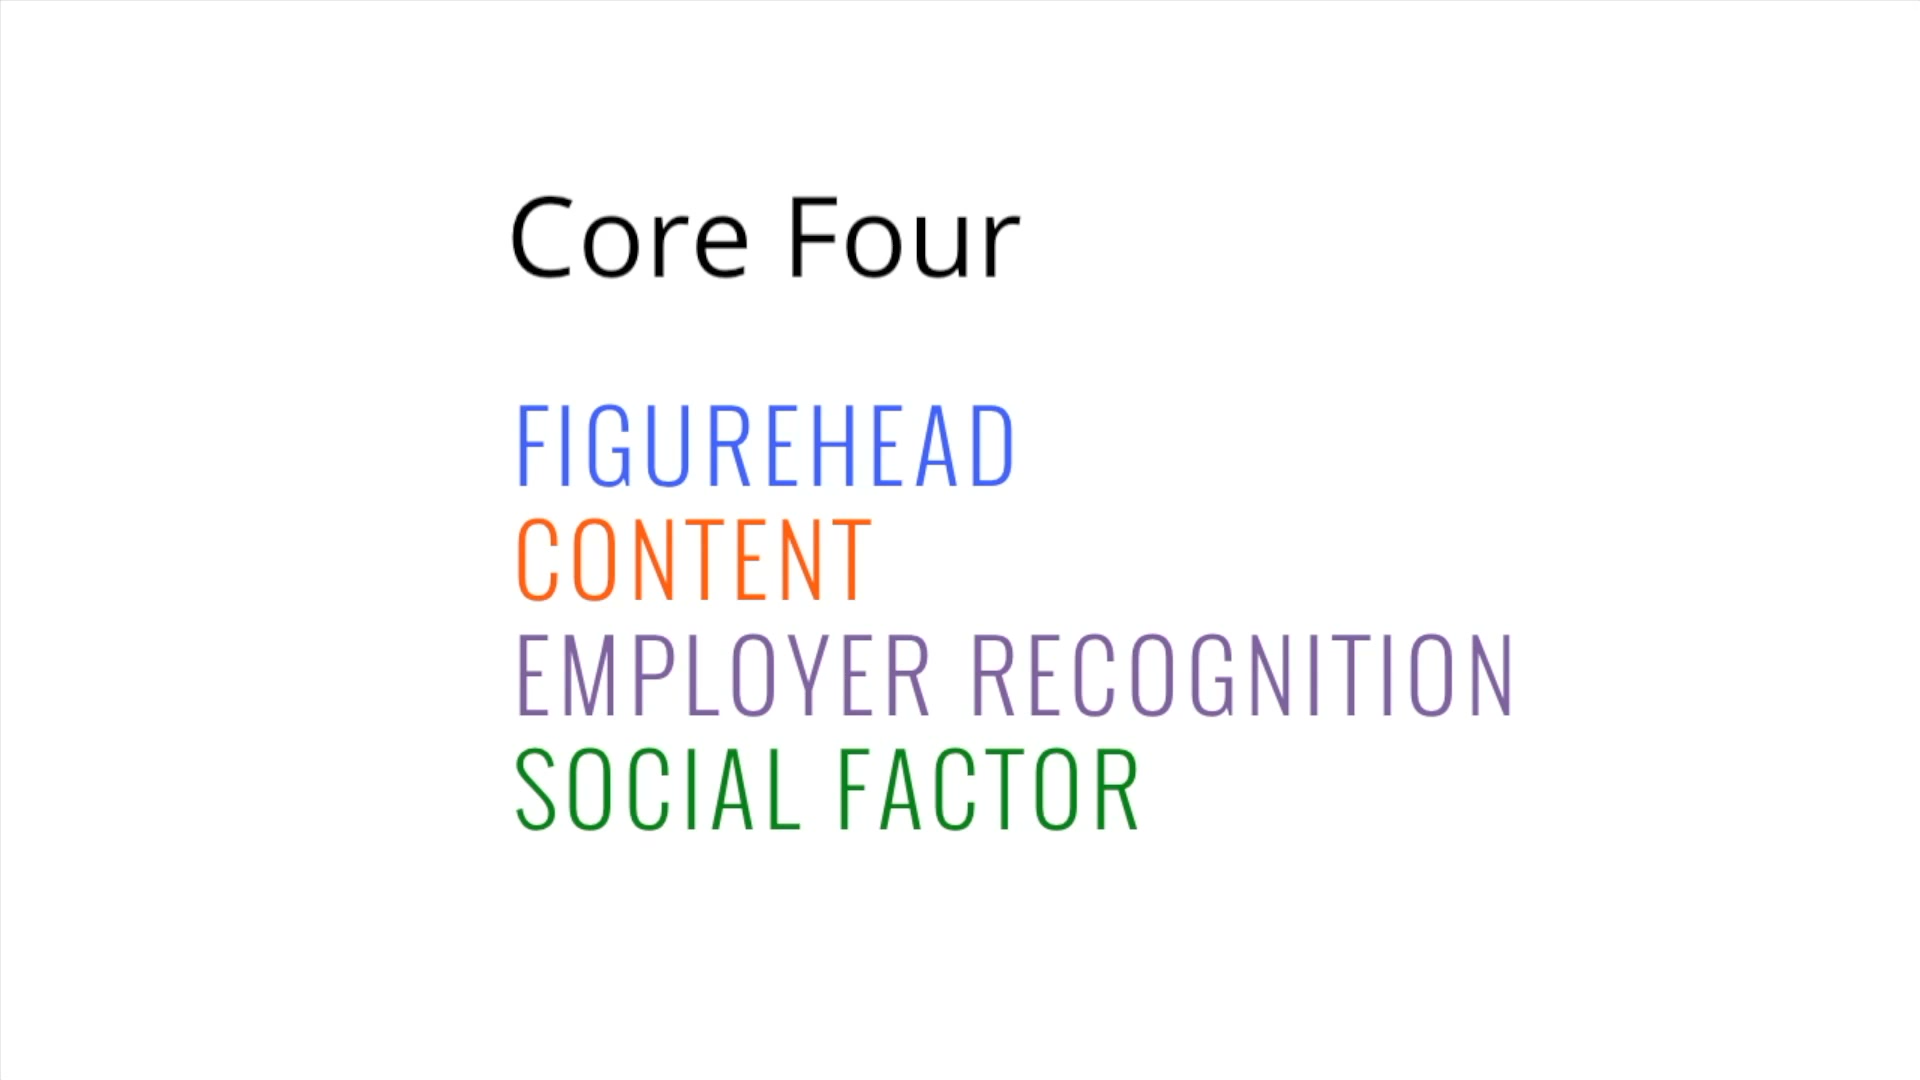 Core Four
FIGUREHEAD
CONTENT
EMPLOYER RECOGNITION
SOCIAL FACTOR